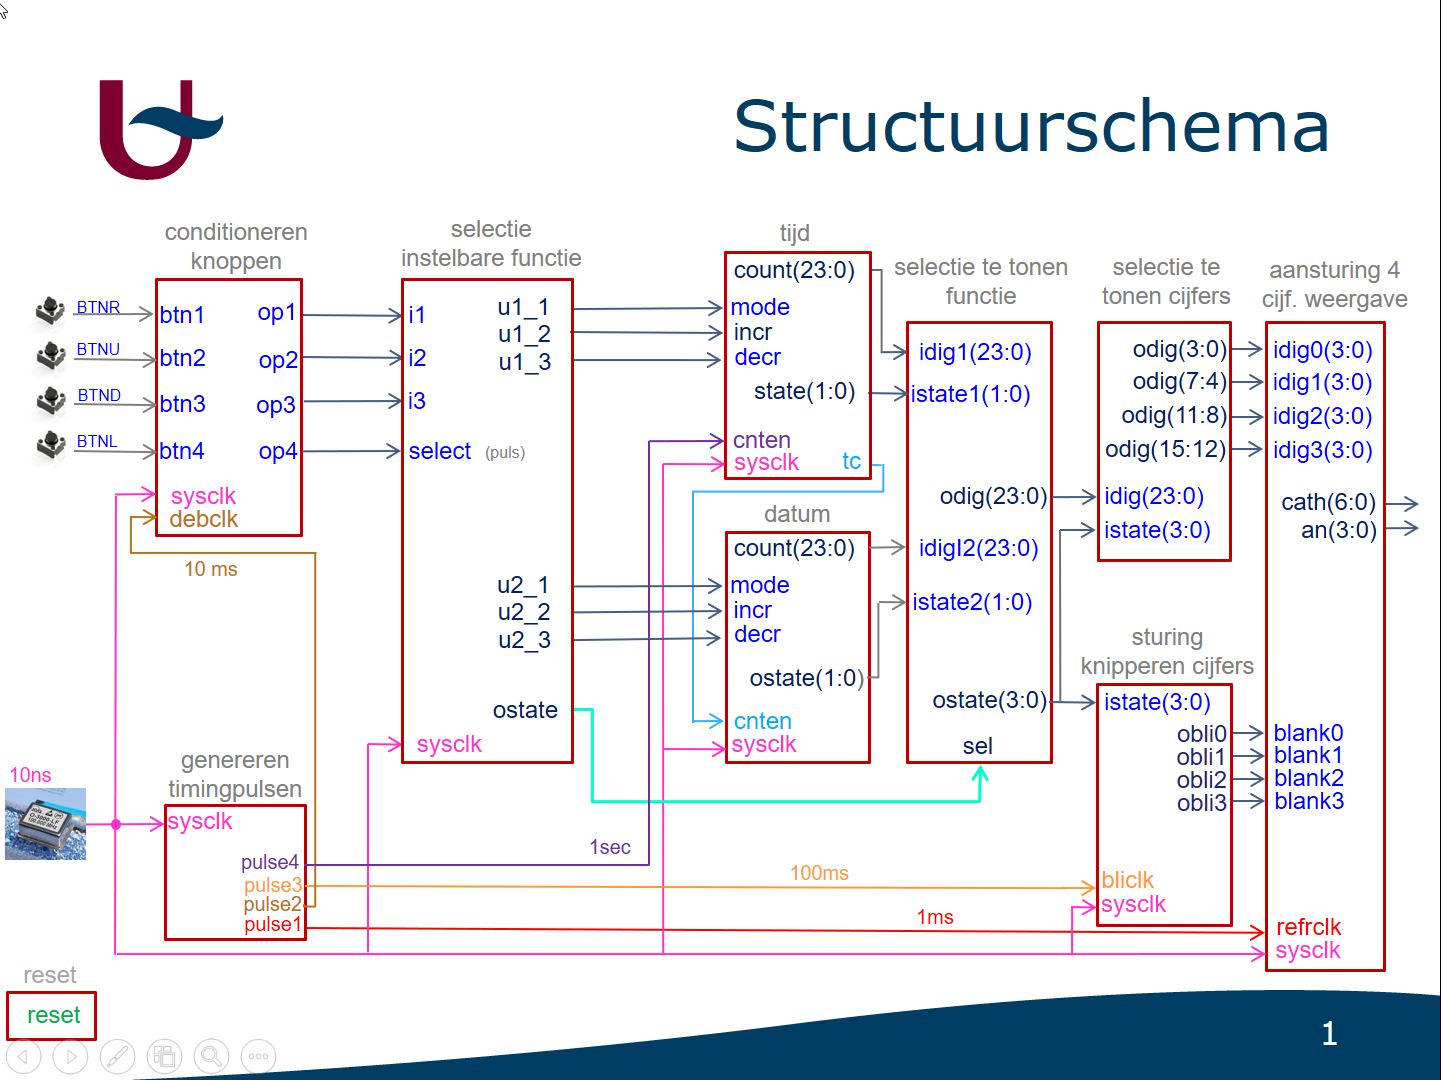 Structuurschema
conditioneren
knoppen
BTNR
BTNU
BTND
BTNL
btn1
btn2
btn3
btn4
op1
op2
op3
op4
sysclk
debclk
10 ms
selectie
instelbare functie
i1
i2
i3
select (puls)
u1_1
u1_2
u1_3
u2_1
u2_2
u2_3
ostate
sysclk
tijd
count(23:0)
mode
incr
decr
state(1:0)
cnten
sysclk
tc
datum
count(23:0)
mode
incr
decr
ostate(1:0)
cnten
sysclk
selectie te tonen
functie
idig1(23:0)
istate1(1:0)
odig(23:0)
idigI2(23:0)
istate2(1:0)
ostate(3:0)
sel
selectie te
tonen cijfers
odig(3:0)
odig(7:4)
odig(11:8)
odig(15:12)
idig(23:0)
istate(3:0)
sturing
knipperen cijfers
istate(3:0)
obli0
obli1
obli2
obli3
bliclk
sysclk
aansturing 4
cijf. weergave
idig0(3:0)
idig1(3:0)
idig2(3:0)
idig3(3:0)
cath(6:0)
an(3:0)
blank0
blank1
blank2
blank3
refrclk
sysclk
10ns
genereren
timingpulsen
sysclk
pulse4
pulse3
pulse2
pulse1
1sec
100ms
1ms
reset
reset
1